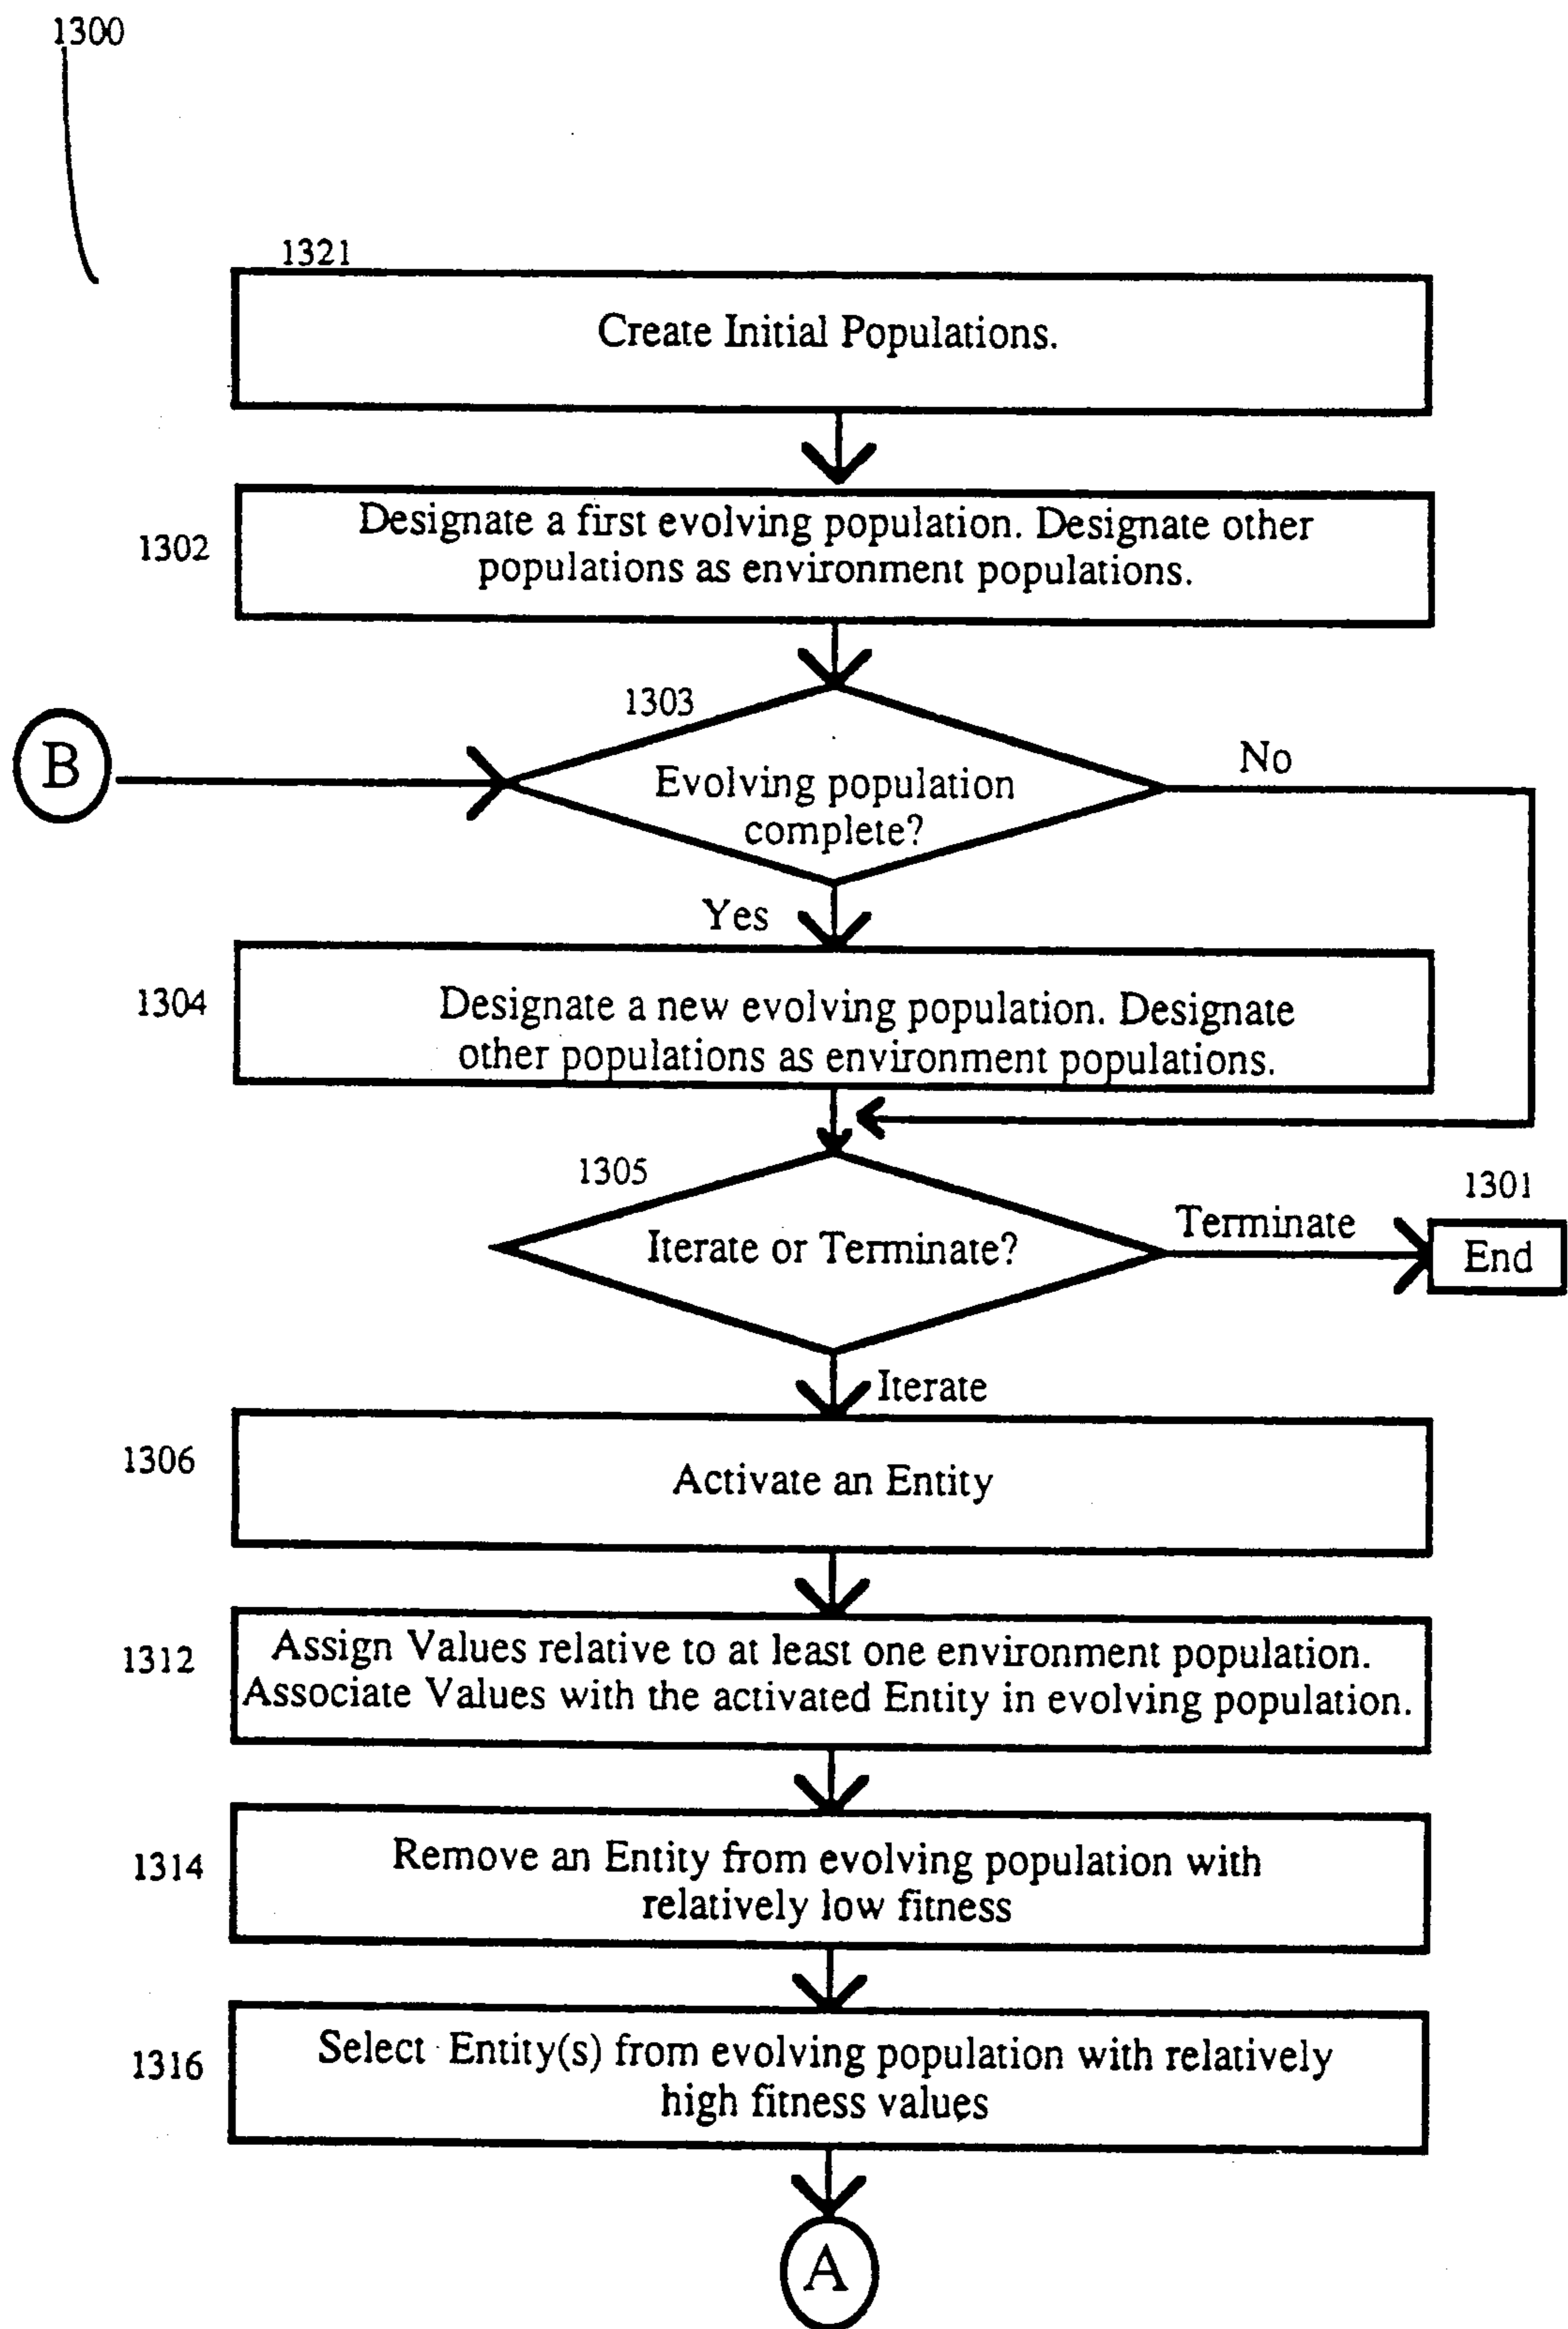 1300
1321
Create Initial Populations.
1302
Designate a first evolving population. Designate other
populations as environment populations.
1303
B
No
Evolving population
complete?
Yes
1304
Designate a new evolving population. Designate
other populations as environment populations.
1305
1301
Terminate
Iterate or Terminate?
End
Iterate
1306
Activate an Entity
1312
Assign Values relative to at least one environment population.
Associate Values with the activated Entity in evolving population.
1314
Remove an Entity from evolving population with
relatively low fitness
1316
Select Entity(s) from evolving population with relatively
high fitness values
A